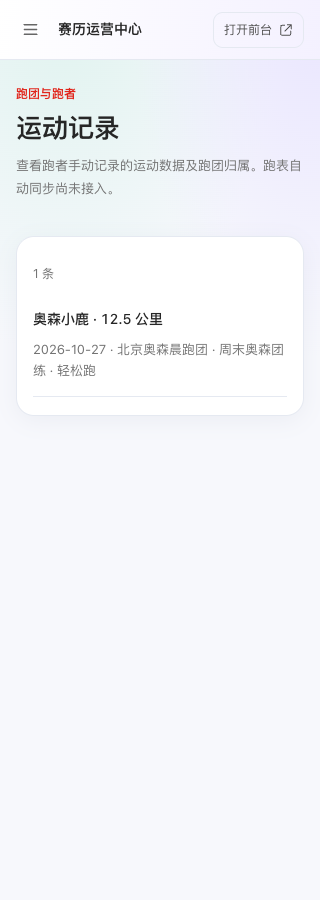 赛历运营中心
打开前台
跑团与跑者
运动记录
查看跑者手动记录的运动数据及跑团归属。跑表自
动同步尚未接入。
1 条
奥森小鹿 · 12.5 公里
2026-10-27 · 北京奥森晨跑团 · 周末奥森团
练 · 轻松跑